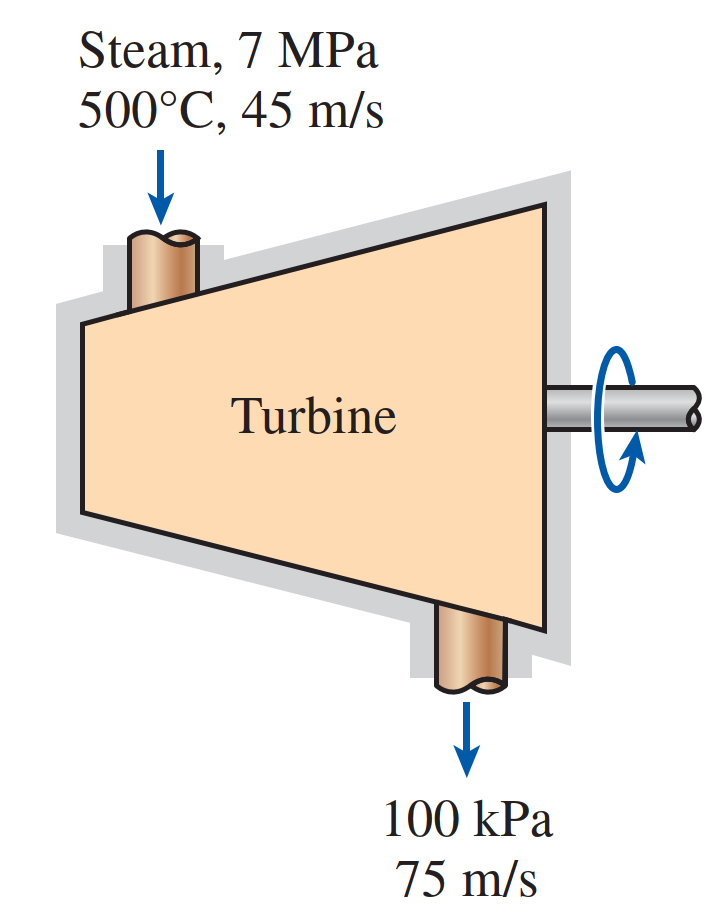 Steam, 7 MPa
500°C, 45 m/s
Turbine
100 kPa
75 m/s